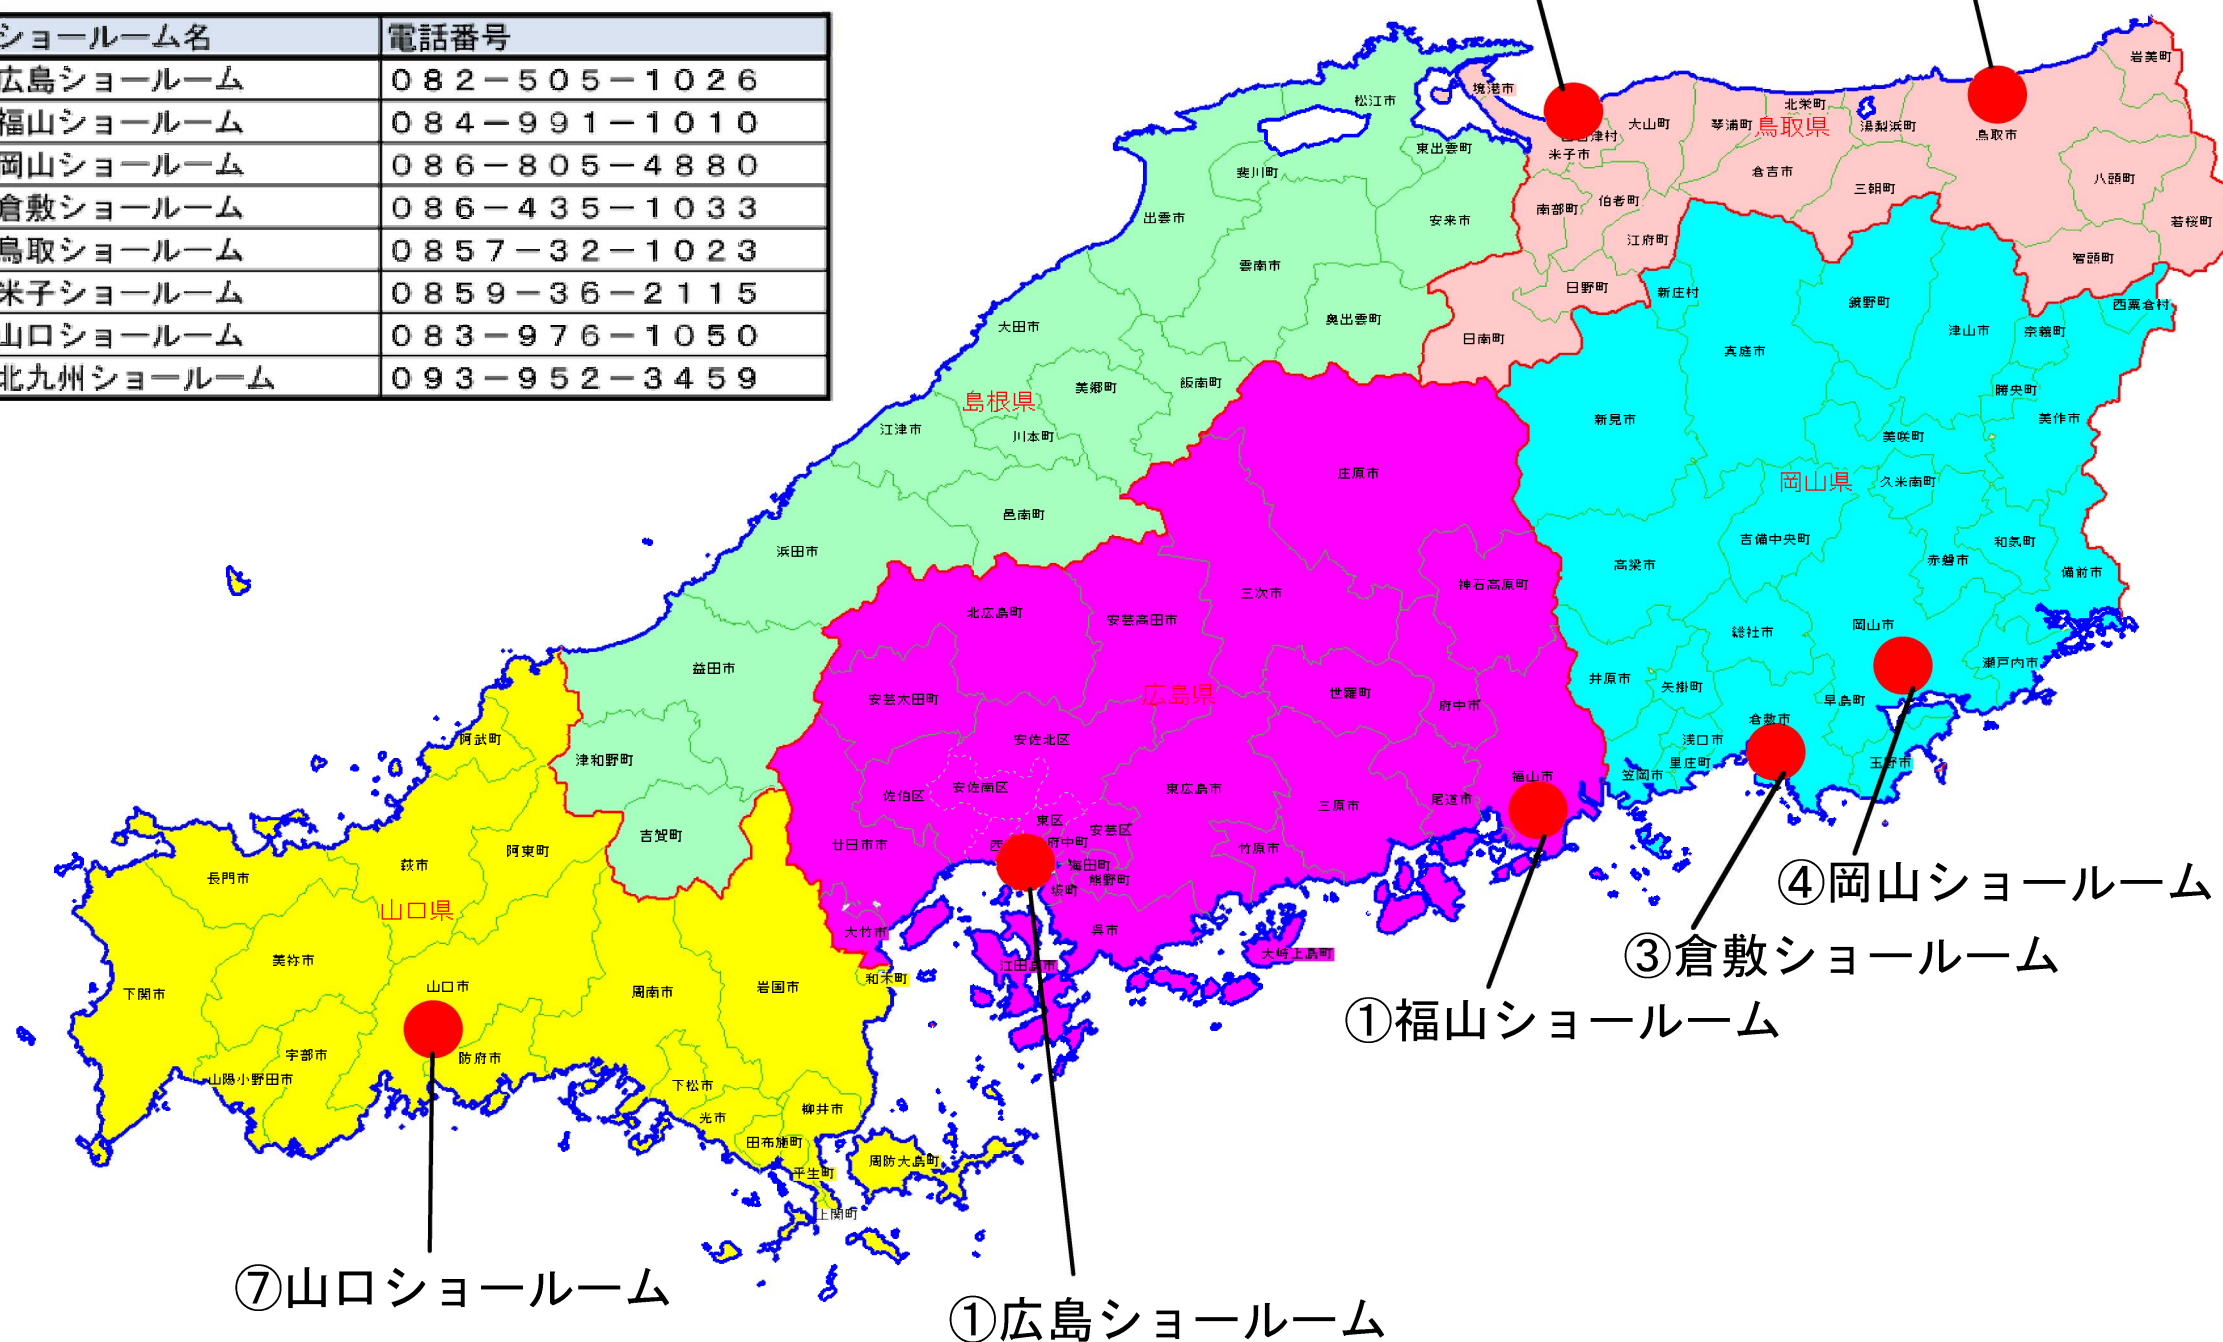 ショールーム名 電話番号
広島ショールーム 082-505-1026
福山ショールーム 084-991-1010
岡山ショールーム 086-805-4880
倉敷ショールーム 086-435-1033
鳥取ショールーム 0857-32-1023
米子ショールーム 0859-36-2115
山口ショールーム 083-976-1050
北九州ショールーム 093-952-3459
岩美町
境港市
松江市
北栄町
大山町
琴浦町
鳥取県
湯梨浜町
鳥取市
津村
米子市
東出雲町
斐川町
倉吉市
三朝町
八頭町
出雲市
安来市
南部町
伯耆町
若桜町
江府町
智頭町
雲南市
日野町
新庄村
鏡野町
西粟倉村
大田市
奥出雲町
日南町
真庭市
津山市
奈義町
美郷町
飯南町
島根県
勝央町
江津市
川本町
新見市
美咲町
美作市
庄原市
岡山県
久米南町
邑南町
浜田市
吉備中央町
和気町
高梁市
赤磐市
備前市
神石高原町
三次市
北広島町
安芸高田市
総社市
岡山市
益田市
瀬戸内市
井原市
矢掛町
安芸太田町
広島県
世羅町
府中市
早島町
倉敷市
阿武町
安佐北区
浅口市
津和野町
里庄町
玉野市
笠岡市
福山市
佐伯区
安佐南区
東広島市
三原市
尾道市
東区
安芸区
吉賀町
廿日市市
西
府中町
竹原市
萩市
阿東町
海田町
長門市
熊野町
坂町
④岡山ショールーム
山口県
大竹市
呉市
大崎上島町
③倉敷ショールーム
美祢市
江田島市
下関市
山口市
周南市
岩国市
和木町
①福山ショールーム
宇部市
防府市
山陽小野田市
下松市
光市
柳井市
田布施町
周防大島町
平生町
上関町
⑦山口ショールーム
①広島ショールーム